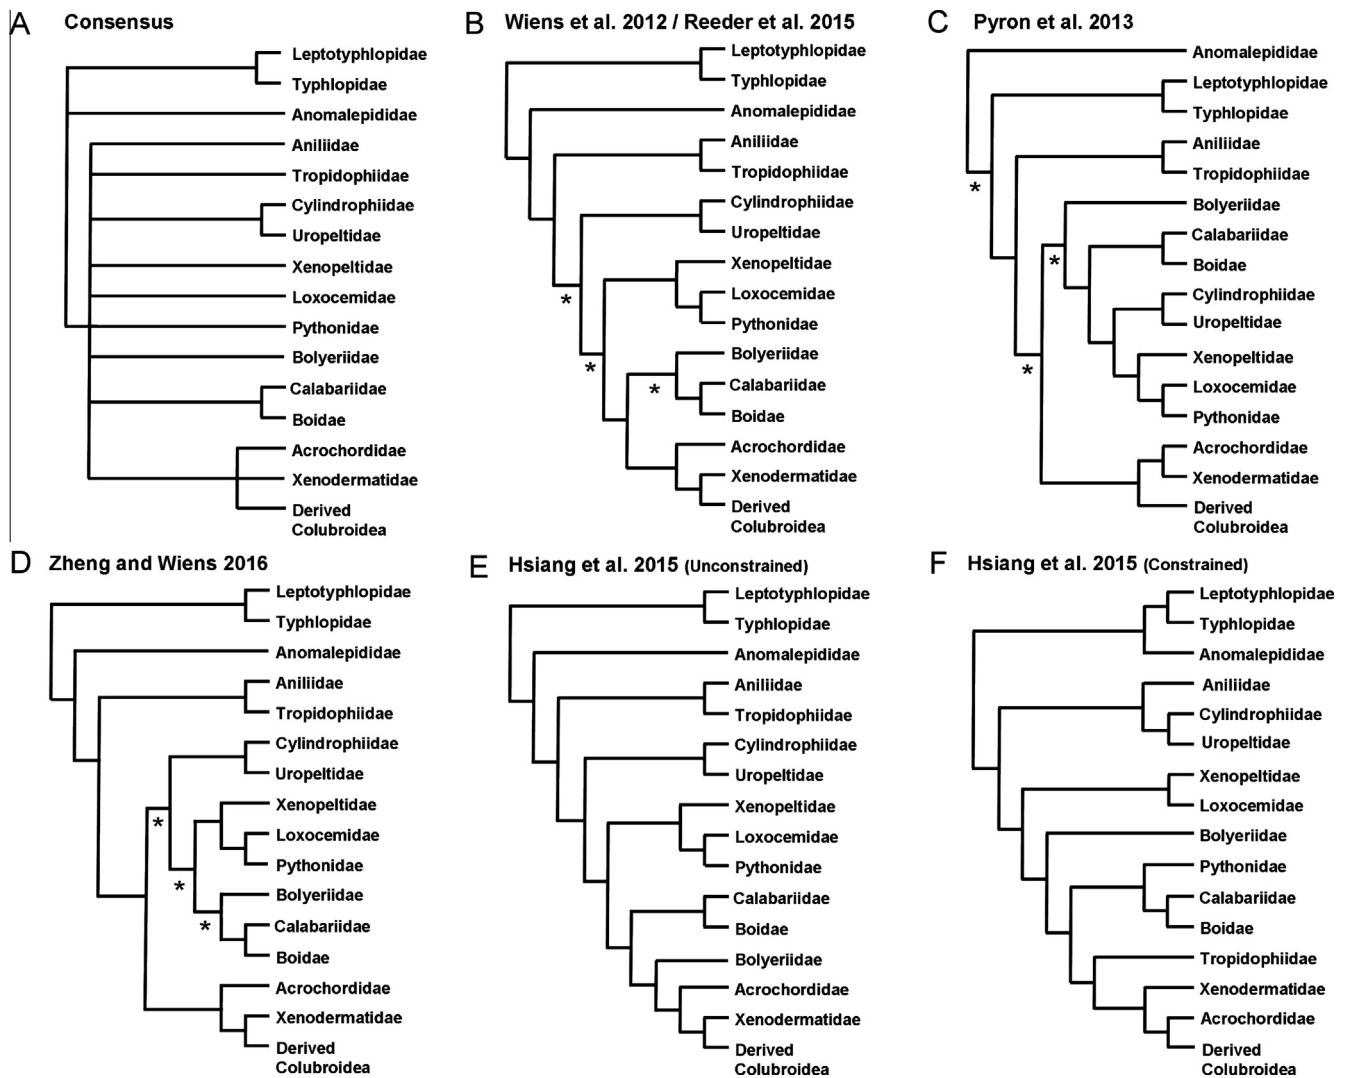 A Consensus
Leptotyphlopidae
Typhlopidae
Anomalepididae
Aniliidae
Tropidophiidae
Cylindrophiidae
Uropeltidae
Xenopeltidae
Loxocemidae
Pythonidae
Bolyeriidae
Calabariidae
Boidae
Acrochordidae
Xenodermatidae
Derived
Colubroidea
B Wiens et al. 2012 / Reeder et al. 2015
Leptotyphlopidae
Typhlopidae
Anomalepididae
Aniliidae
Tropidophiidae
Cylindrophiidae
Uropeltidae
*
Xenopeltidae
Loxocemidae
Pythonidae
*
Bolyeriidae
*
Calabariidae
Boidae
Acrochordidae
Xenodermatidae
Derived
Colubroidea
C Pyron et al. 2013
Anomalepididae
Leptotyphlopidae
Typhlopidae
Aniliidae
Tropidophiidae
*
Bolyeriidae
Calabariidae
*
Boidae
Cylindrophiidae
Uropeltidae
Xenopeltidae
*
Loxocemidae
Pythonidae
Acrochordidae
Xenodermatidae
Derived
Colubroidea
D Zheng and Wiens 2016
Leptotyphlopidae
Typhlopidae
Anomalepididae
Aniliidae
Tropidophiidae
Cylindrophiidae
Uropeltidae
Xenopeltidae
*
Loxocemidae
Pythonidae
*
Bolyeriidae
*
Calabariidae
Boidae
Acrochordidae
Xenodermatidae
Derived
Colubroidea
E Hsiang et al. 2015 (Unconstrained)
Leptotyphlopidae
Typhlopidae
Anomalepididae
Aniliidae
Tropidophiidae
Cylindrophiidae
Uropeltidae
Xenopeltidae
Loxocemidae
Pythonidae
Calabariidae
Boidae
Bolyeriidae
Acrochordidae
Xenodermatidae
Derived
Colubroidea
F Hsiang et al. 2015 (Constrained)
Leptotyphlopidae
Typhlopidae
Anomalepididae
Aniliidae
Cylindrophiidae
Uropeltidae
Xenopeltidae
Loxocemidae
Bolyeriidae
Pythonidae
Calabariidae
Boidae
Tropidophiidae
Xenodermatidae
Acrochordidae
Derived
Colubroidea